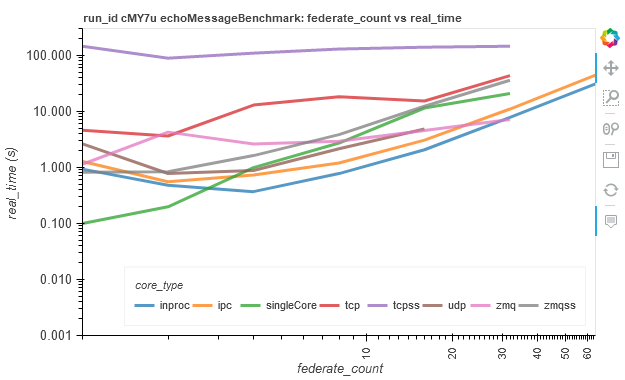 run_id cMY7u echoMessageBenchmark: federate_count vs real_time
100.000
10.000
1.000
0.100
0.010
0.001
real_time (s)
core_type
inproc ipc singleCore tcp tcpss udp zmq zmqss
10 20 30 40 50 60
federate_count